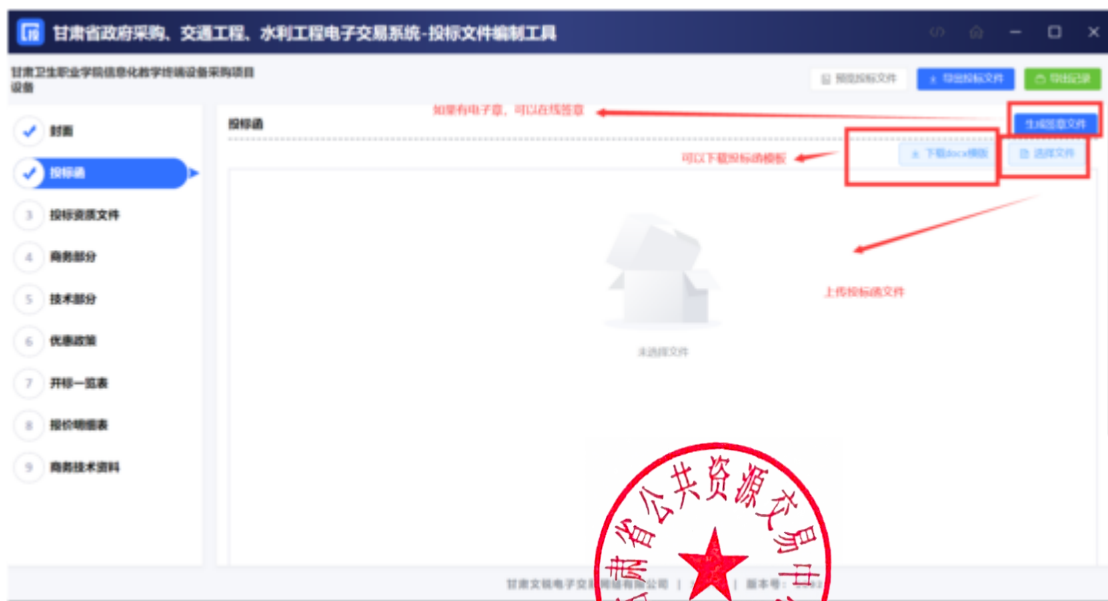 甘肃省政府采购、交通工程、水利工程电子交易系统-投标文件编制工具
甘肃卫生职业学院信息化教学终端设备采购项目
设备
预览投标文件
导出投标文件
导出记录
封面
投标函
如果有电子章，可以在线签章
生成签章文件
可以下载投标函模板
下载docx模版
选择文件
投标函
3 投标资质文件
4 商务部分
5 技术部分
6 优惠政策
7 开标一览表
8 报价明细表
9 商务技术资料
上传投标函文件
未选择文件
甘肃省公共资源交易中
甘肃文锐电子交易网络有限公司 | | 版本号: